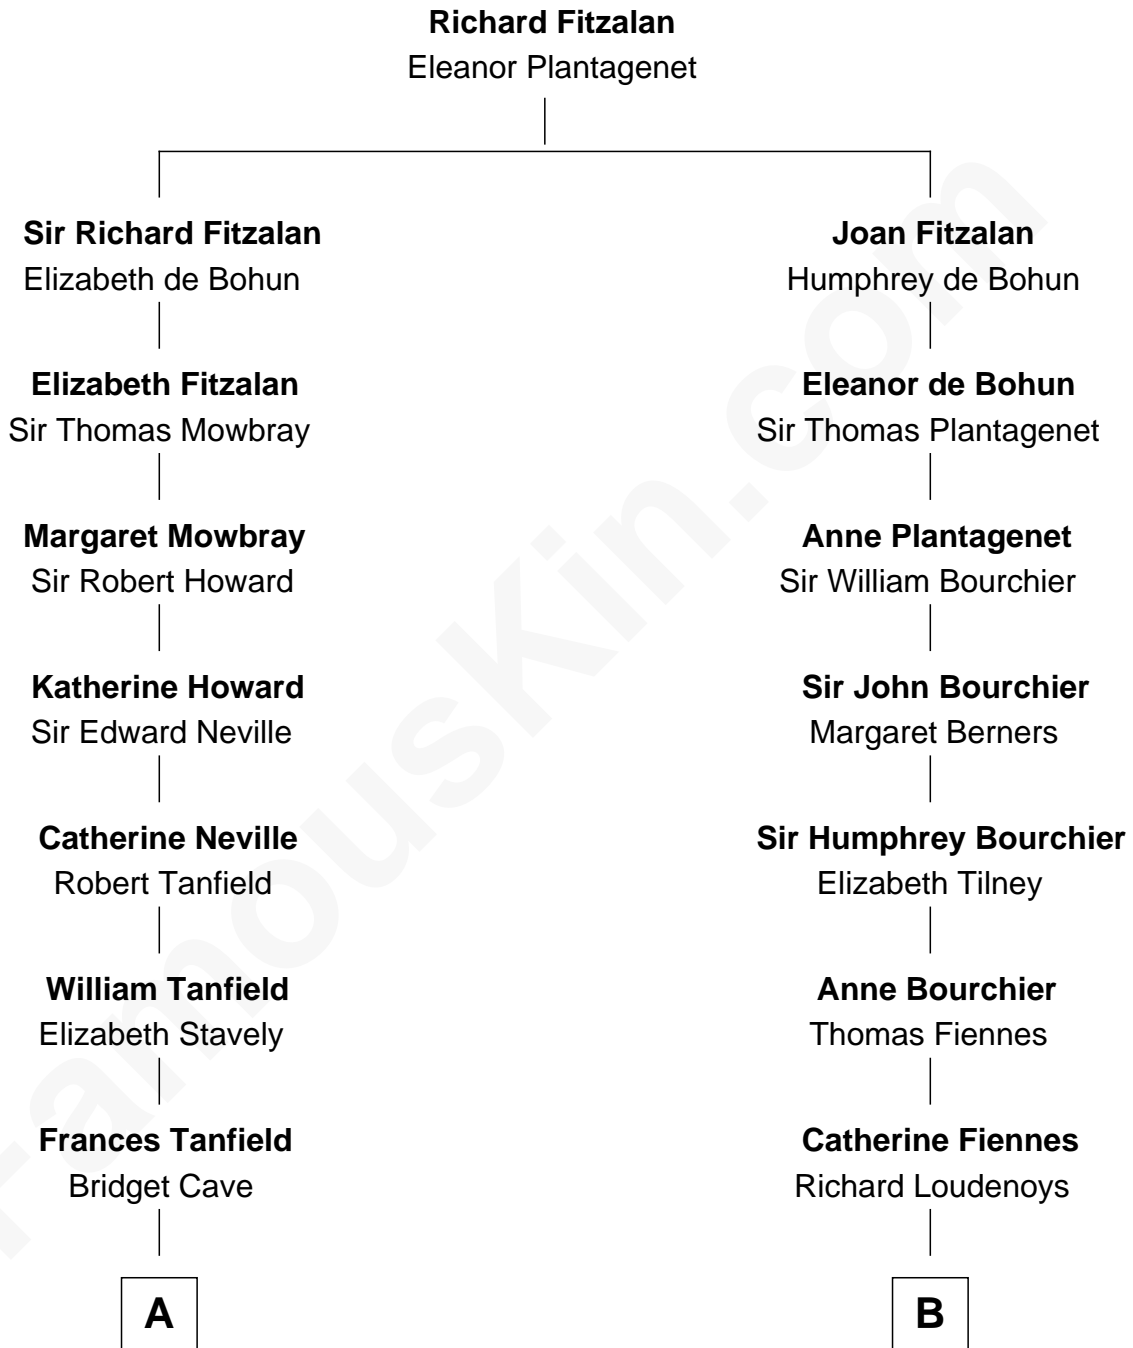 Richard Fitzalan
Eleanor Plantagenet
Sir Richard Fitzalan
Elizabeth de Bohun
Joan Fitzalan
Humphrey de Bohun
Elizabeth Fitzalan
Sir Thomas Mowbray
Eleanor de Bohun
Sir Thomas Plantagenet
Margaret Mowbray
Sir Robert Howard
Anne Plantagenet
Sir William Bourchier
Katherine Howard
Sir Edward Neville
Sir John Bourchier
Margaret Berners
Catherine Neville
Robert Tanfield
Sir Humphrey Bourchier
Elizabeth Tilney
William Tanfield
Elizabeth Stavely
Anne Bourchier
Thomas Fiennes
Frances Tanfield
Bridget Cave
Catherine Fiennes
Richard Loudenoys
A
B
FamousKin.com